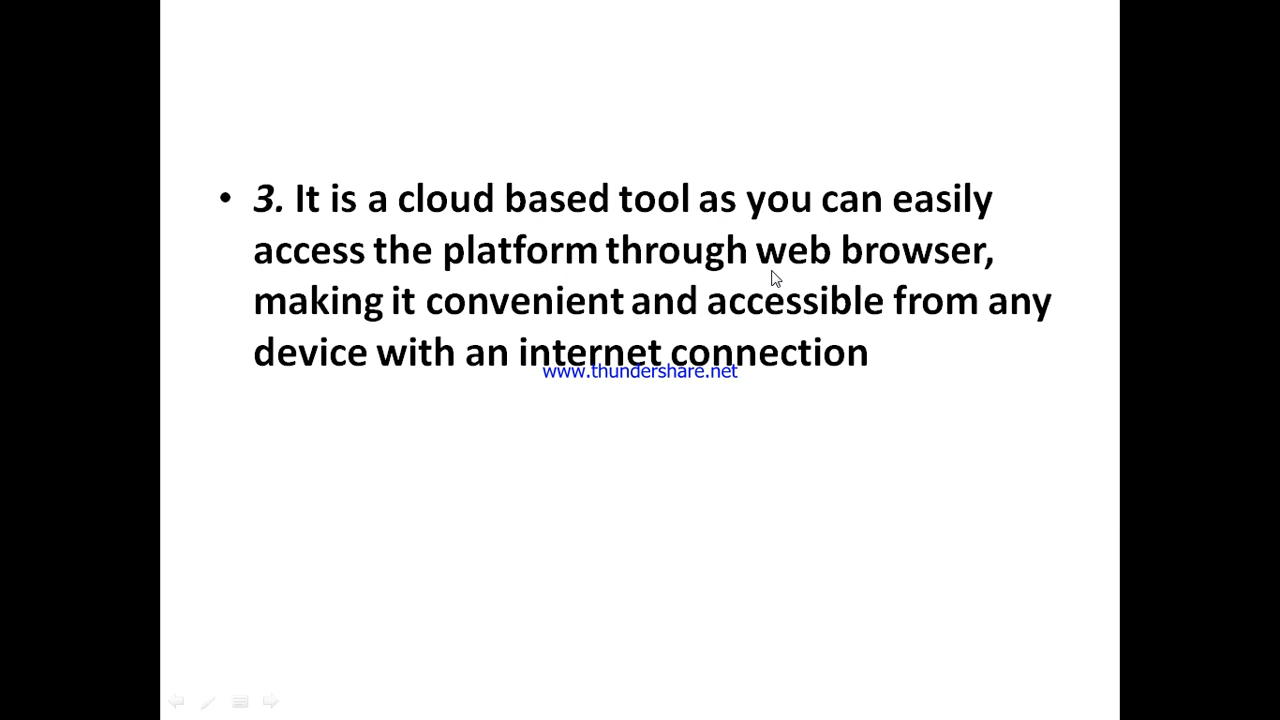 • 3. It is a cloud based tool as you can easily
access the platform through web browser,
making it convenient and accessible from any
device with an internet connection
www.thundershare.net